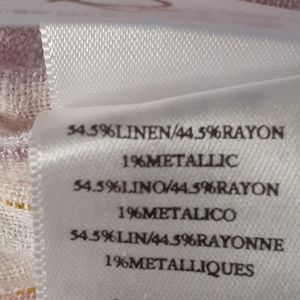 54.5%LINEN/44.5%RAYON
1%METALLIC
54.5%LINO/44.5%RAYON
1%METALICO
54.5%LIN/44.5%RAYONNE
1%METALLIQUES